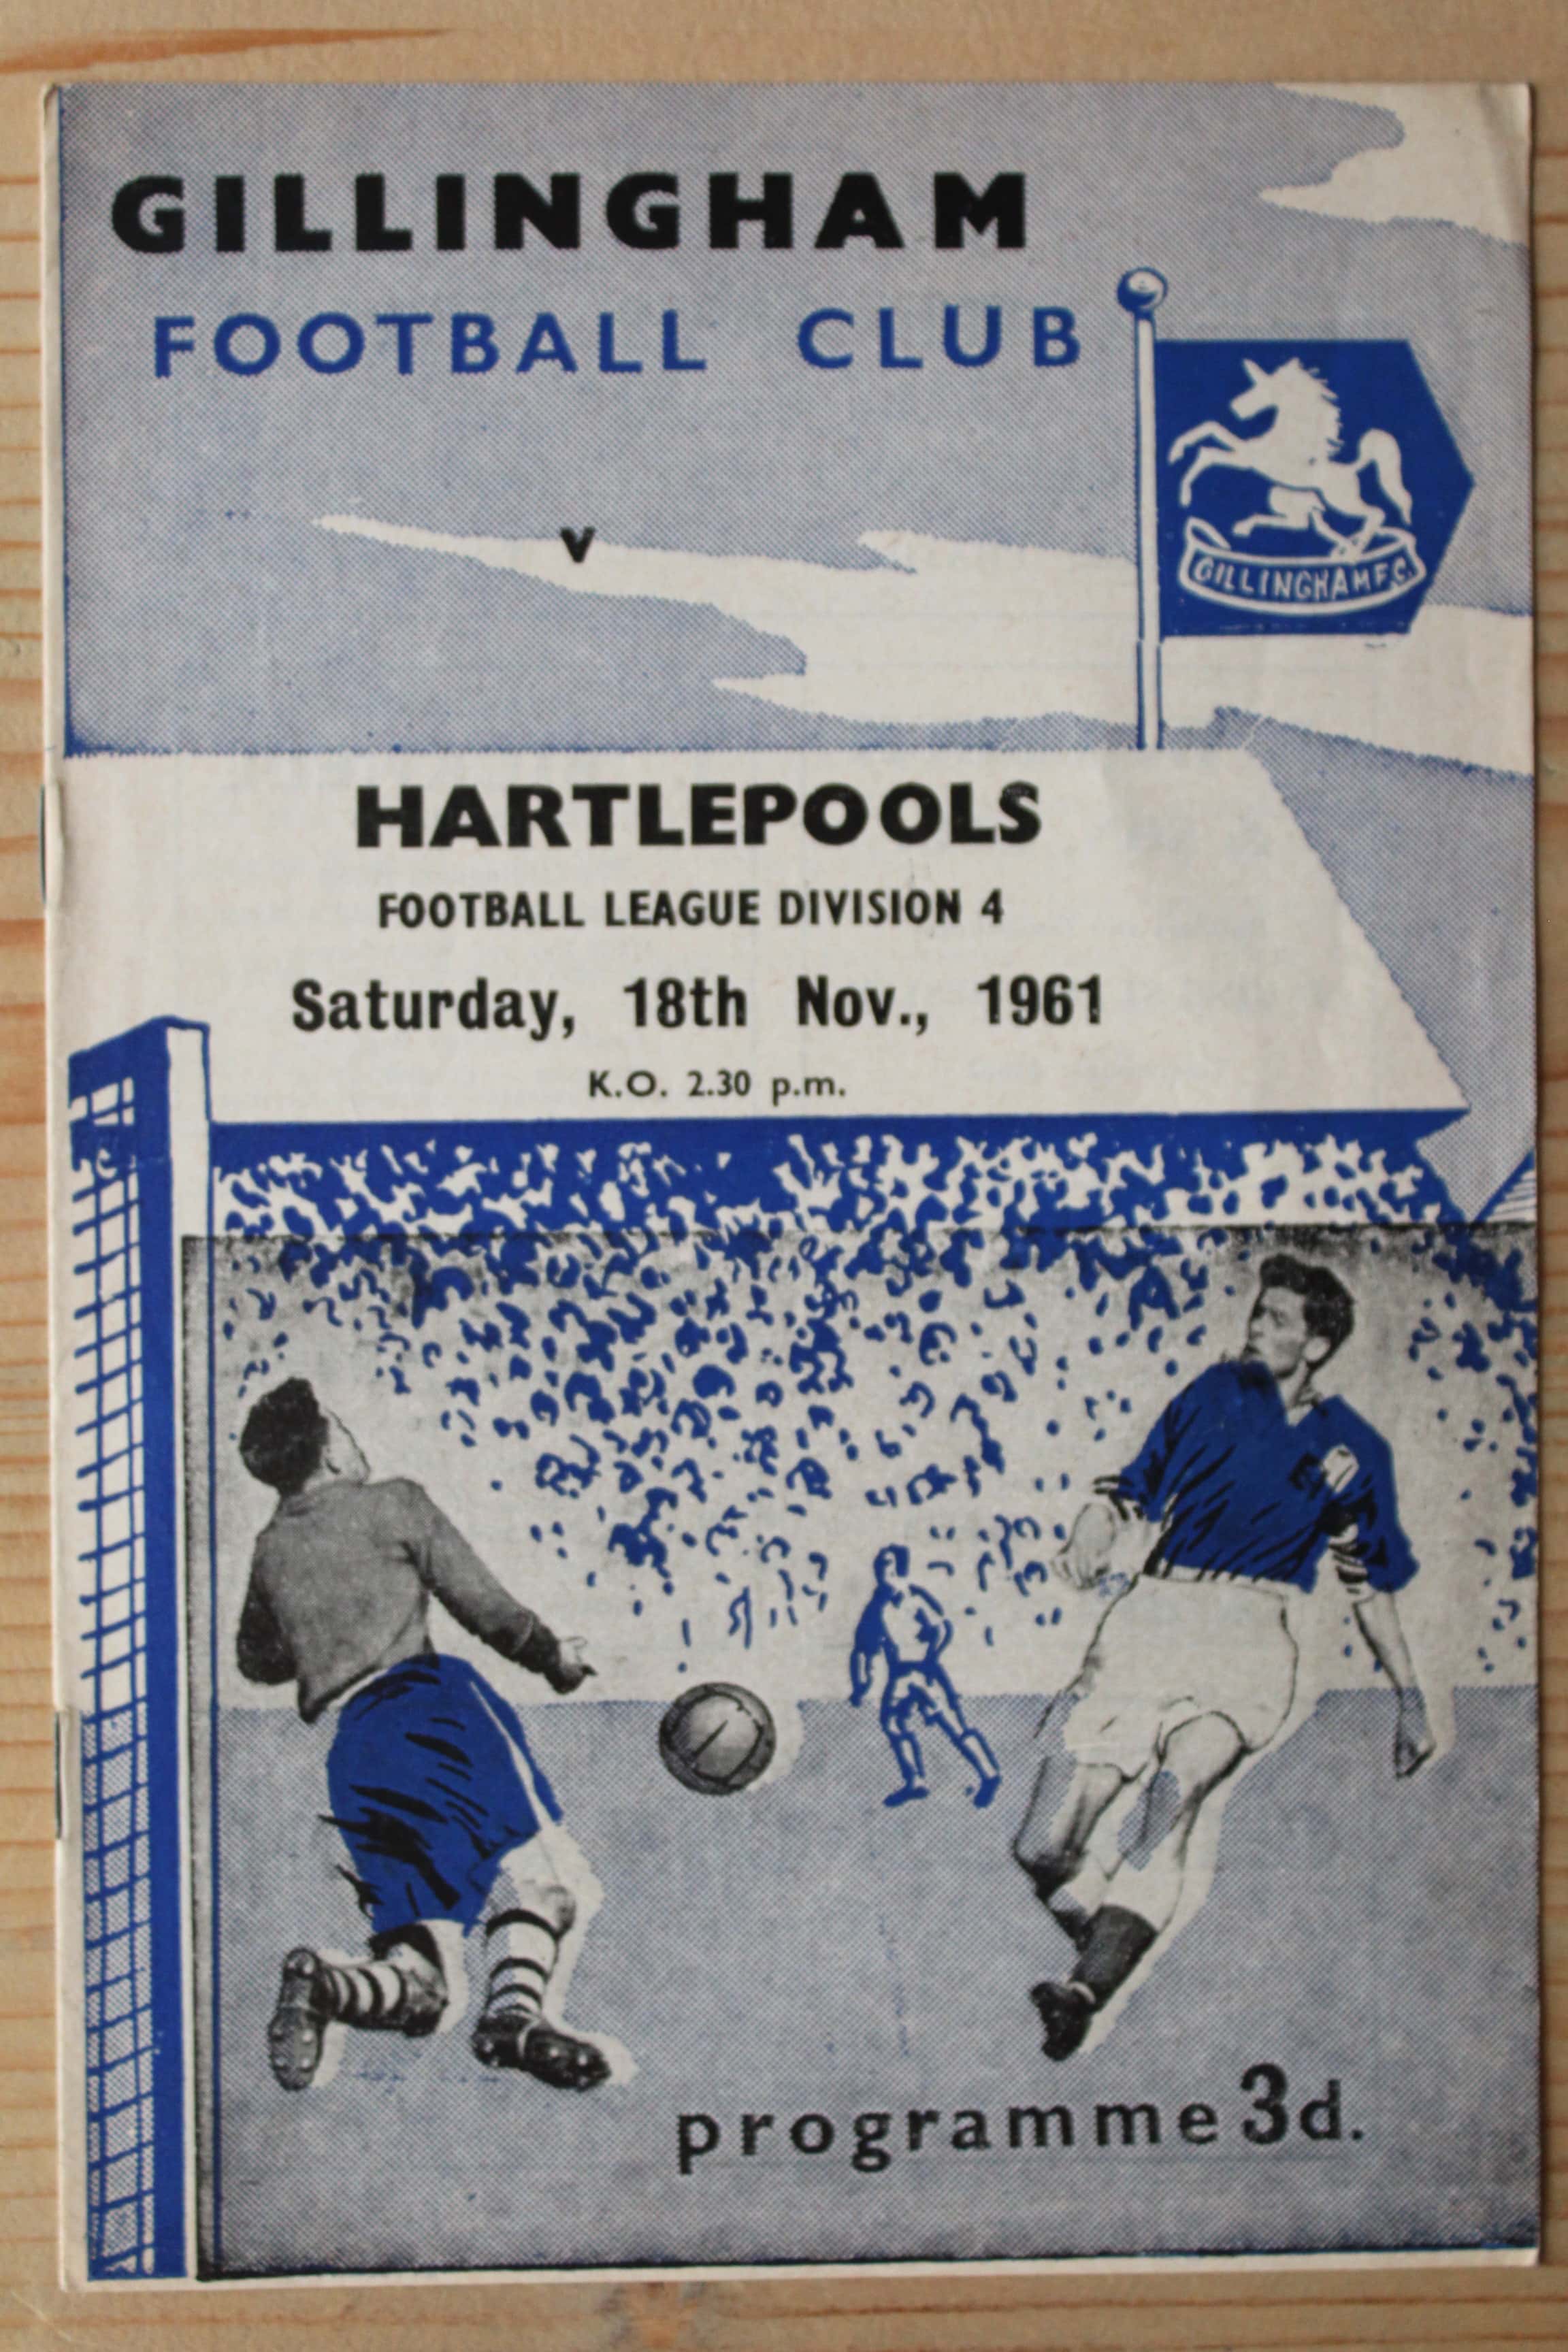 GILLINGHAM
FOOTBALL CLUB
GILLINGHAM F.C.
v
HARTLEPOOLS
FOOTBALL LEAGUE DIVISION 4
Saturday, 18th Nov., 1961
K.O. 2.30 p.m.
programme 3d.